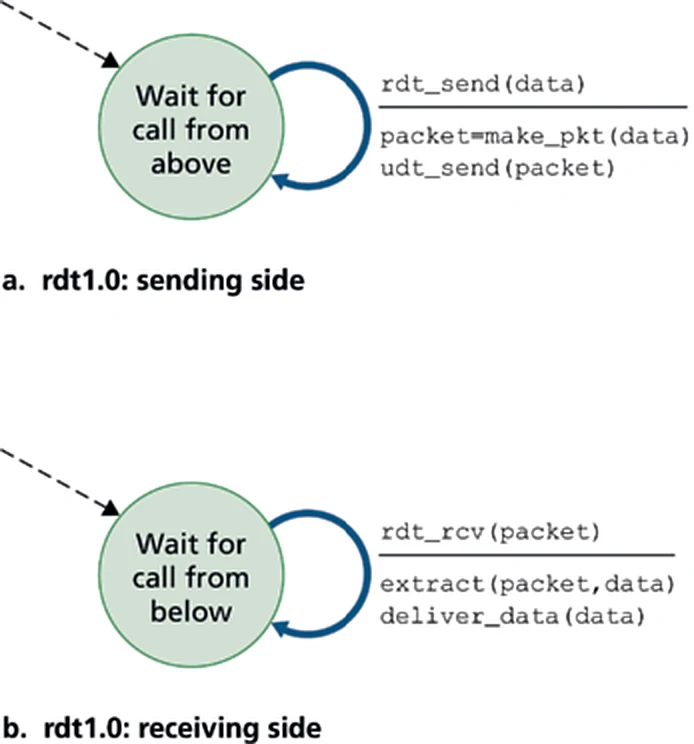 Wait for
call from
above
rdt_send(data)
packet=make_pkt(data)
udt_send(packet)
a. rdt1.0: sending side
Wait for
call from
below
rdt_rcv(packet)
extract(packet,data)
deliver_data(data)
b. rdt1.0: receiving side